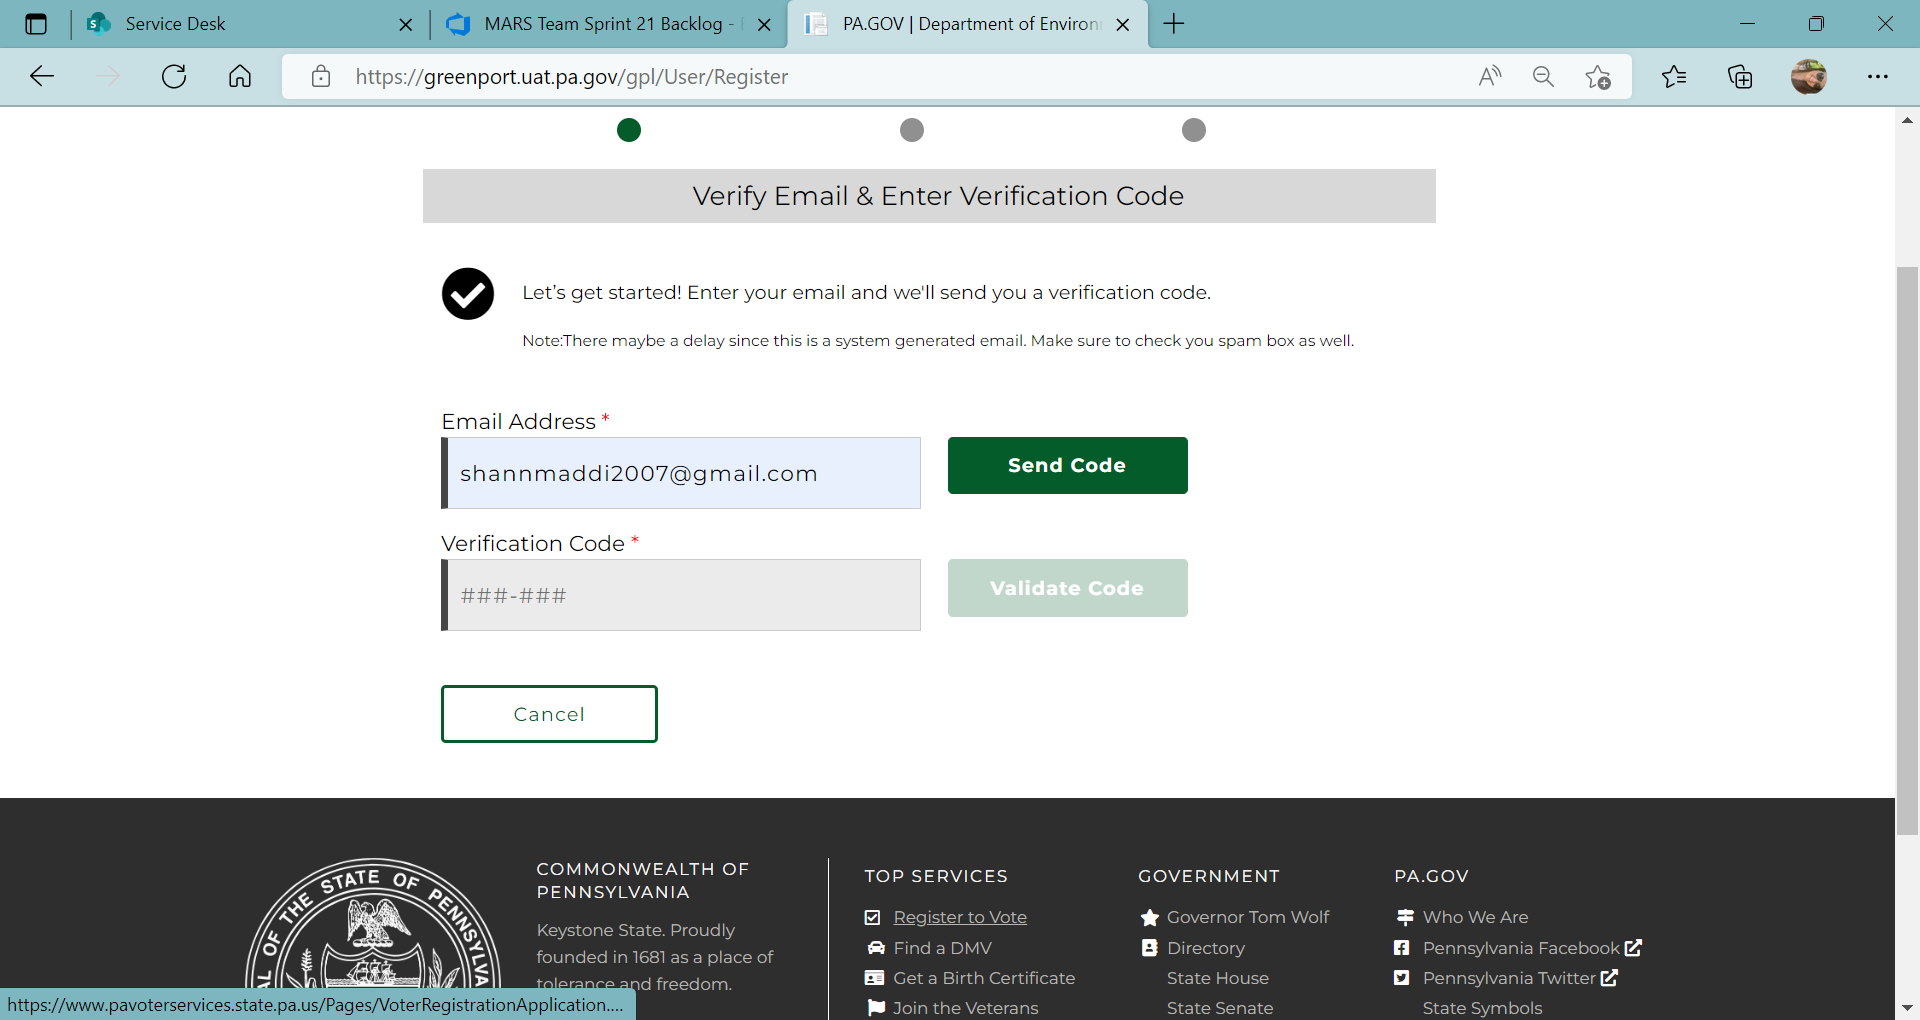 Service Desk
MARS Team Sprint 21 Backlog -
PA.GOV | Department of Environ
https://greenport.uat.pa.gov/gpl/User/Register
Verify Email & Enter Verification Code
Let's get started! Enter your email and we'll send you a verification code.
Note:There maybe a delay since this is a system generated email. Make sure to check you spam box as well.
Email Address *
shannmaddi2007@gmail.com
Send Code
Verification Code *
###-###
Validate Code
Cancel
SEAL OF THE STATE OF PENNSYLVANIA
COMMONWEALTH OF
PENNSYLVANIA
Keystone State. Proudly
founded in 1681 as a place of
tolerance and freedom.
TOP SERVICES
Register to Vote
Find a DMV
Get a Birth Certificate
Join the Veterans
GOVERNMENT
Governor Tom Wolf
Directory
State House
State Senate
PA.GOV
Who We Are
Pennsylvania Facebook
Pennsylvania Twitter
State Symbols
https://www.pavoterservices.state.pa.us/Pages/VoterRegistrationApplication....